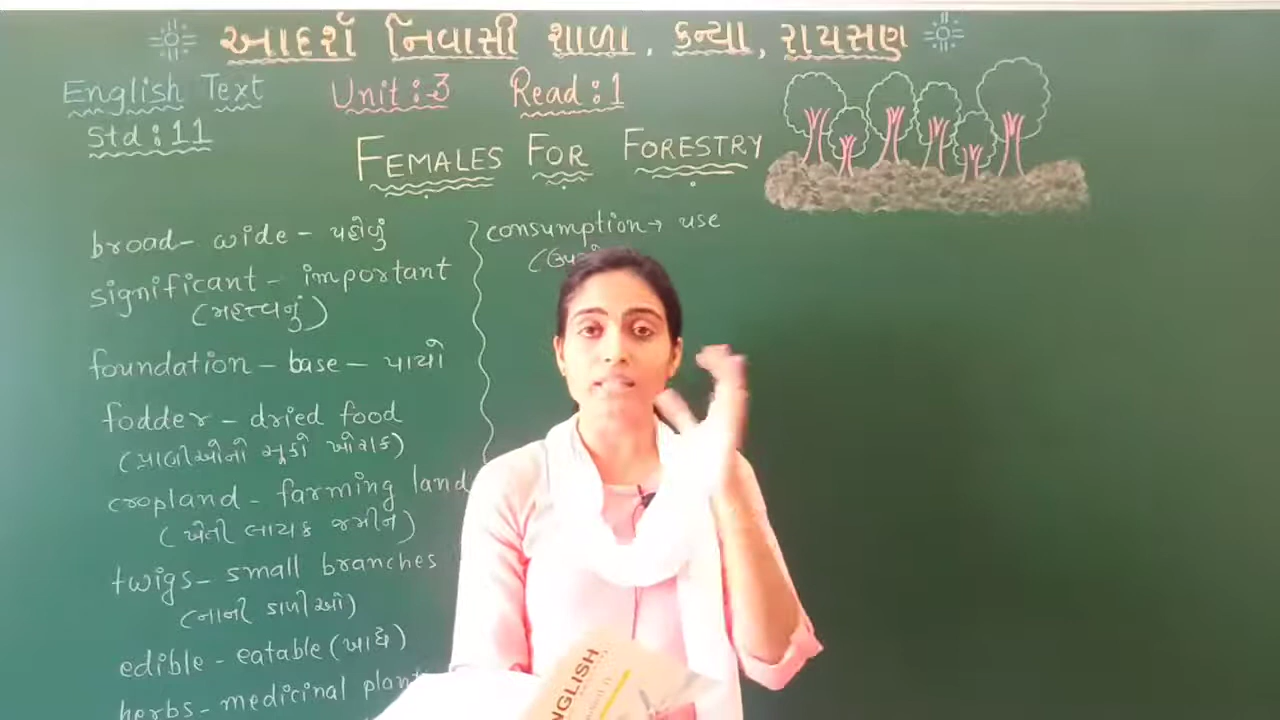 આદર્શ નિવાસી શાળા, કન્યા, રાયસણ
English Text Unit:-3 Read:1
Std:11
FEMALES FOR FORESTRY
broad - wide - પહોળું
significant - important
(મહત્ત્વનું)
foundation - base - પાયો
fodder - dried food
(પ્રાણીઓનો સૂકો ખોરાક)
cropland - farming land
(ખેતી લાયક જમીન)
twigs - small branches
(નાની ડાળીઓ)
edible - eatable (ખાદ્ય)
herbs - medicinal plant
consumption → use
ENGLISH